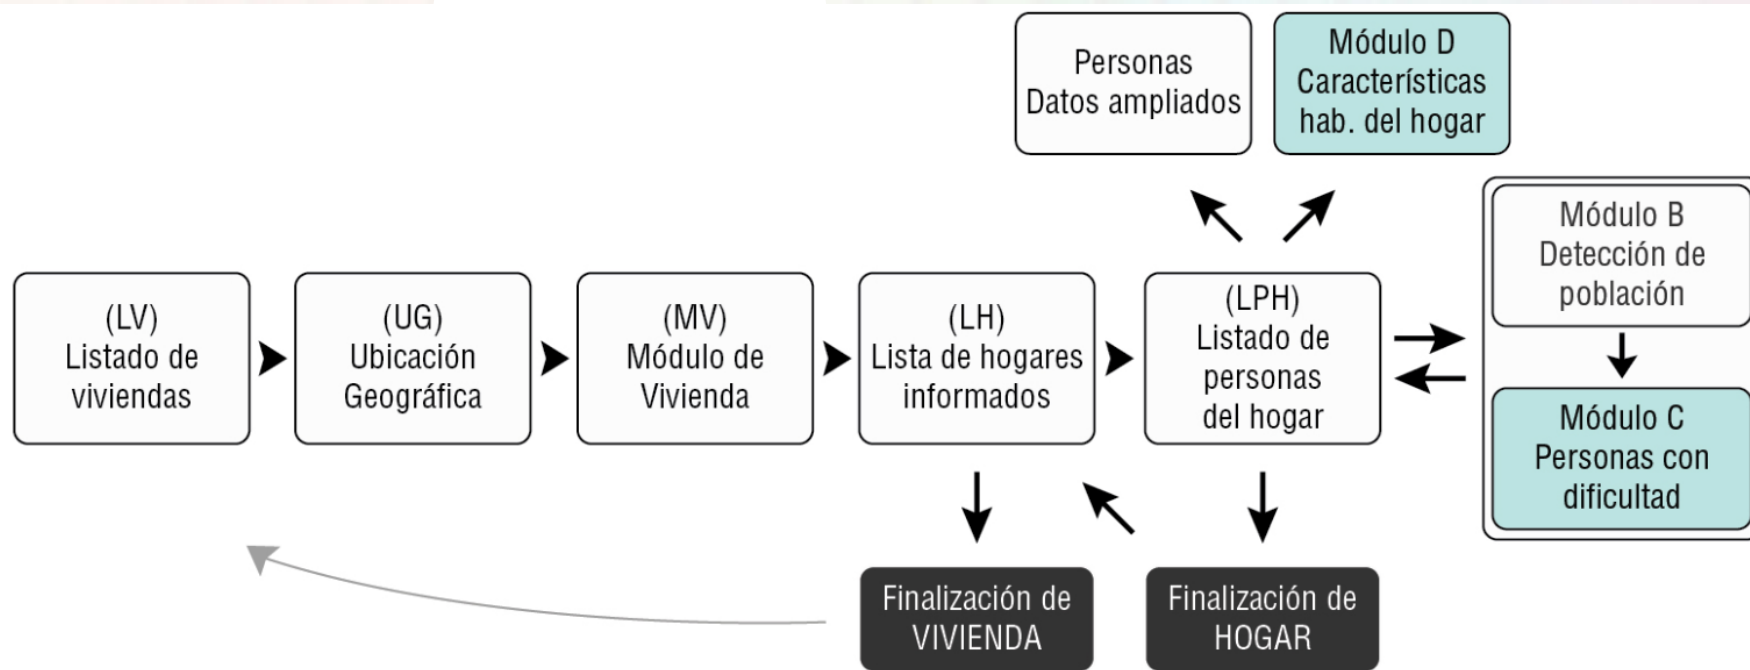 Personas
Datos ampliados
Módulo D
Características
hab. del hogar
(LV)
Listado de
viviendas
(UG)
Ubicación
Geográfica
(MV)
Módulo de
Vivienda
(LH)
Lista de hogares
informados
(LPH)
Listado de
personas
del hogar
Módulo B
Detección de
población
Módulo C
Personas con
dificultad
Finalización de
VIVIENDA
Finalización de
HOGAR